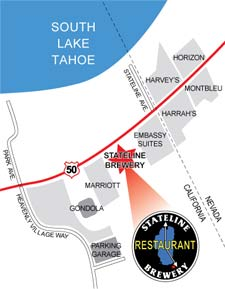 SOUTH
LAKE
TAHOE
HORIZON
STATELINE AVE.
HARVEY'S
MONTBLEU
HARRAH'S
EMBASSY
SUITES
STATELINE
BREWERY
50
PARK AVE
MARRIOTT
GONDOLA
HEAVENLY VILLAGE WAY
NEVADA
CALIFORNIA
PARKING
GARAGE
STATELINE
RESTAURANT
BREWERY